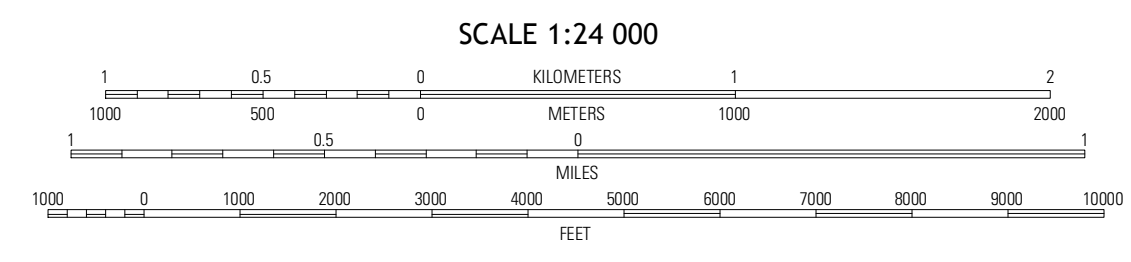 SCALE 1:24 000
1 0.5 0 KILOMETERS 1 2
1000 500 0 METERS 1000 2000
1 0.5 0 1
MILES
1000 0 1000 2000 3000 4000 5000 6000 7000 8000 9000 10000
FEET